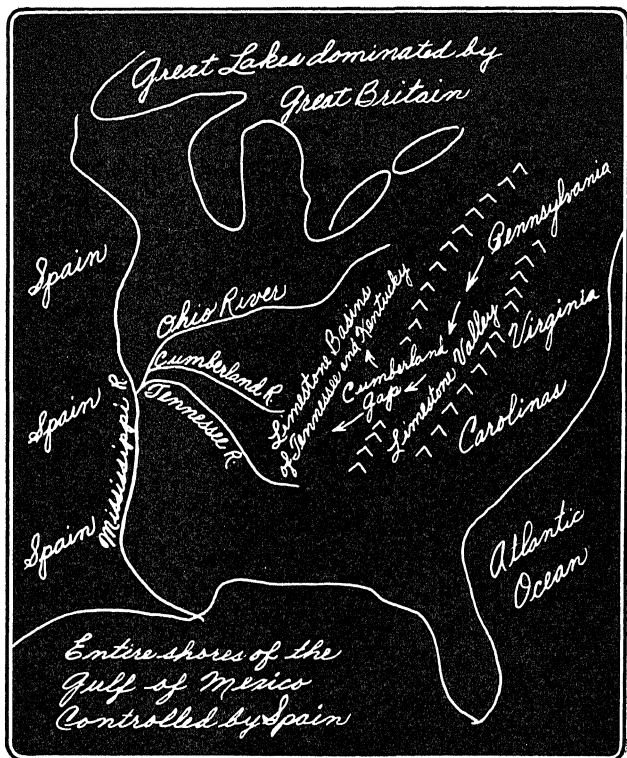 Great Lakes dominated by
Great Britain
Pennsylvania
Spain
Ohio River
Limestone Basins
of Tennessee and Kentucky
Cumberland
Gap
Limestone Valley
Virginia
Cumberland R.
Tennessee R.
Spain
Mississippi R.
Carolinas
Spain
Atlantic
Ocean
Entire shores of the
Gulf of Mexico
Controlled by Spain